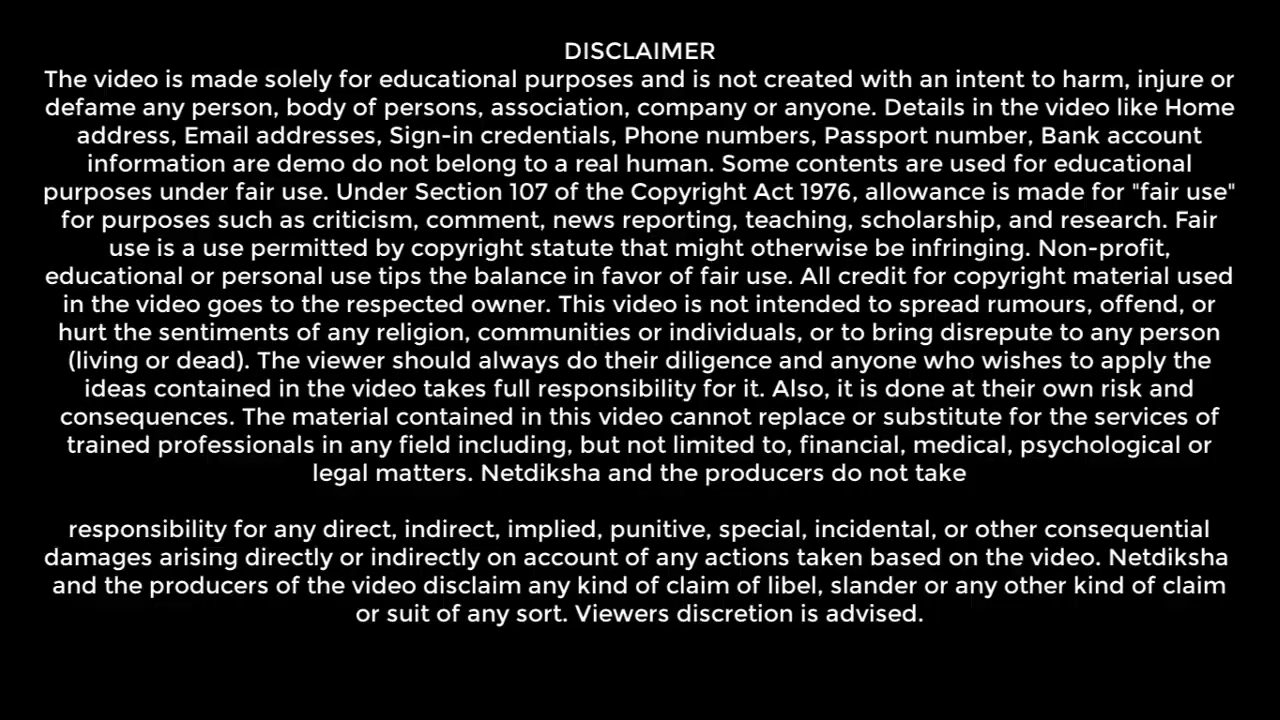 DISCLAIMER
The video is made solely for educational purposes and is not created with an intent to harm, injure or
defame any person, body of persons, association, company or anyone. Details in the video like Home
address, Email addresses, Sign-in credentials, Phone numbers, Passport number, Bank account
information are demo do not belong to a real human. Some contents are used for educational
purposes under fair use. Under Section 107 of the Copyright Act 1976, allowance is made for "fair use"
for purposes such as criticism, comment, news reporting, teaching, scholarship, and research. Fair
use is a use permitted by copyright statute that might otherwise be infringing. Non-profit,
educational or personal use tips the balance in favor of fair use. All credit for copyright material used
in the video goes to the respected owner. This video is not intended to spread rumours, offend, or
hurt the sentiments of any religion, communities or individuals, or to bring disrepute to any person
(living or dead). The viewer should always do their diligence and anyone who wishes to apply the
ideas contained in the video takes full responsibility for it. Also, it is done at their own risk and
consequences. The material contained in this video cannot replace or substitute for the services of
trained professionals in any field including, but not limited to, financial, medical, psychological or
legal matters. Netdiksha and the producers do not take
responsibility for any direct, indirect, implied, punitive, special, incidental, or other consequential
damages arising directly or indirectly on account of any actions taken based on the video. Netdiksha
and the producers of the video disclaim any kind of claim of libel, slander or any other kind of claim
or suit of any sort. Viewers discretion is advised.